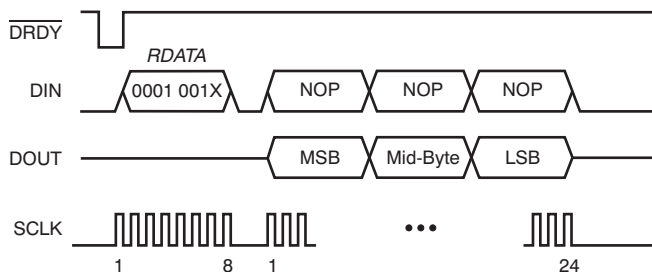 DRDY
RDATA
DIN 0001 001X NOP NOP NOP
DOUT MSB Mid-Byte LSB
SCLK •••
1 8 1 24